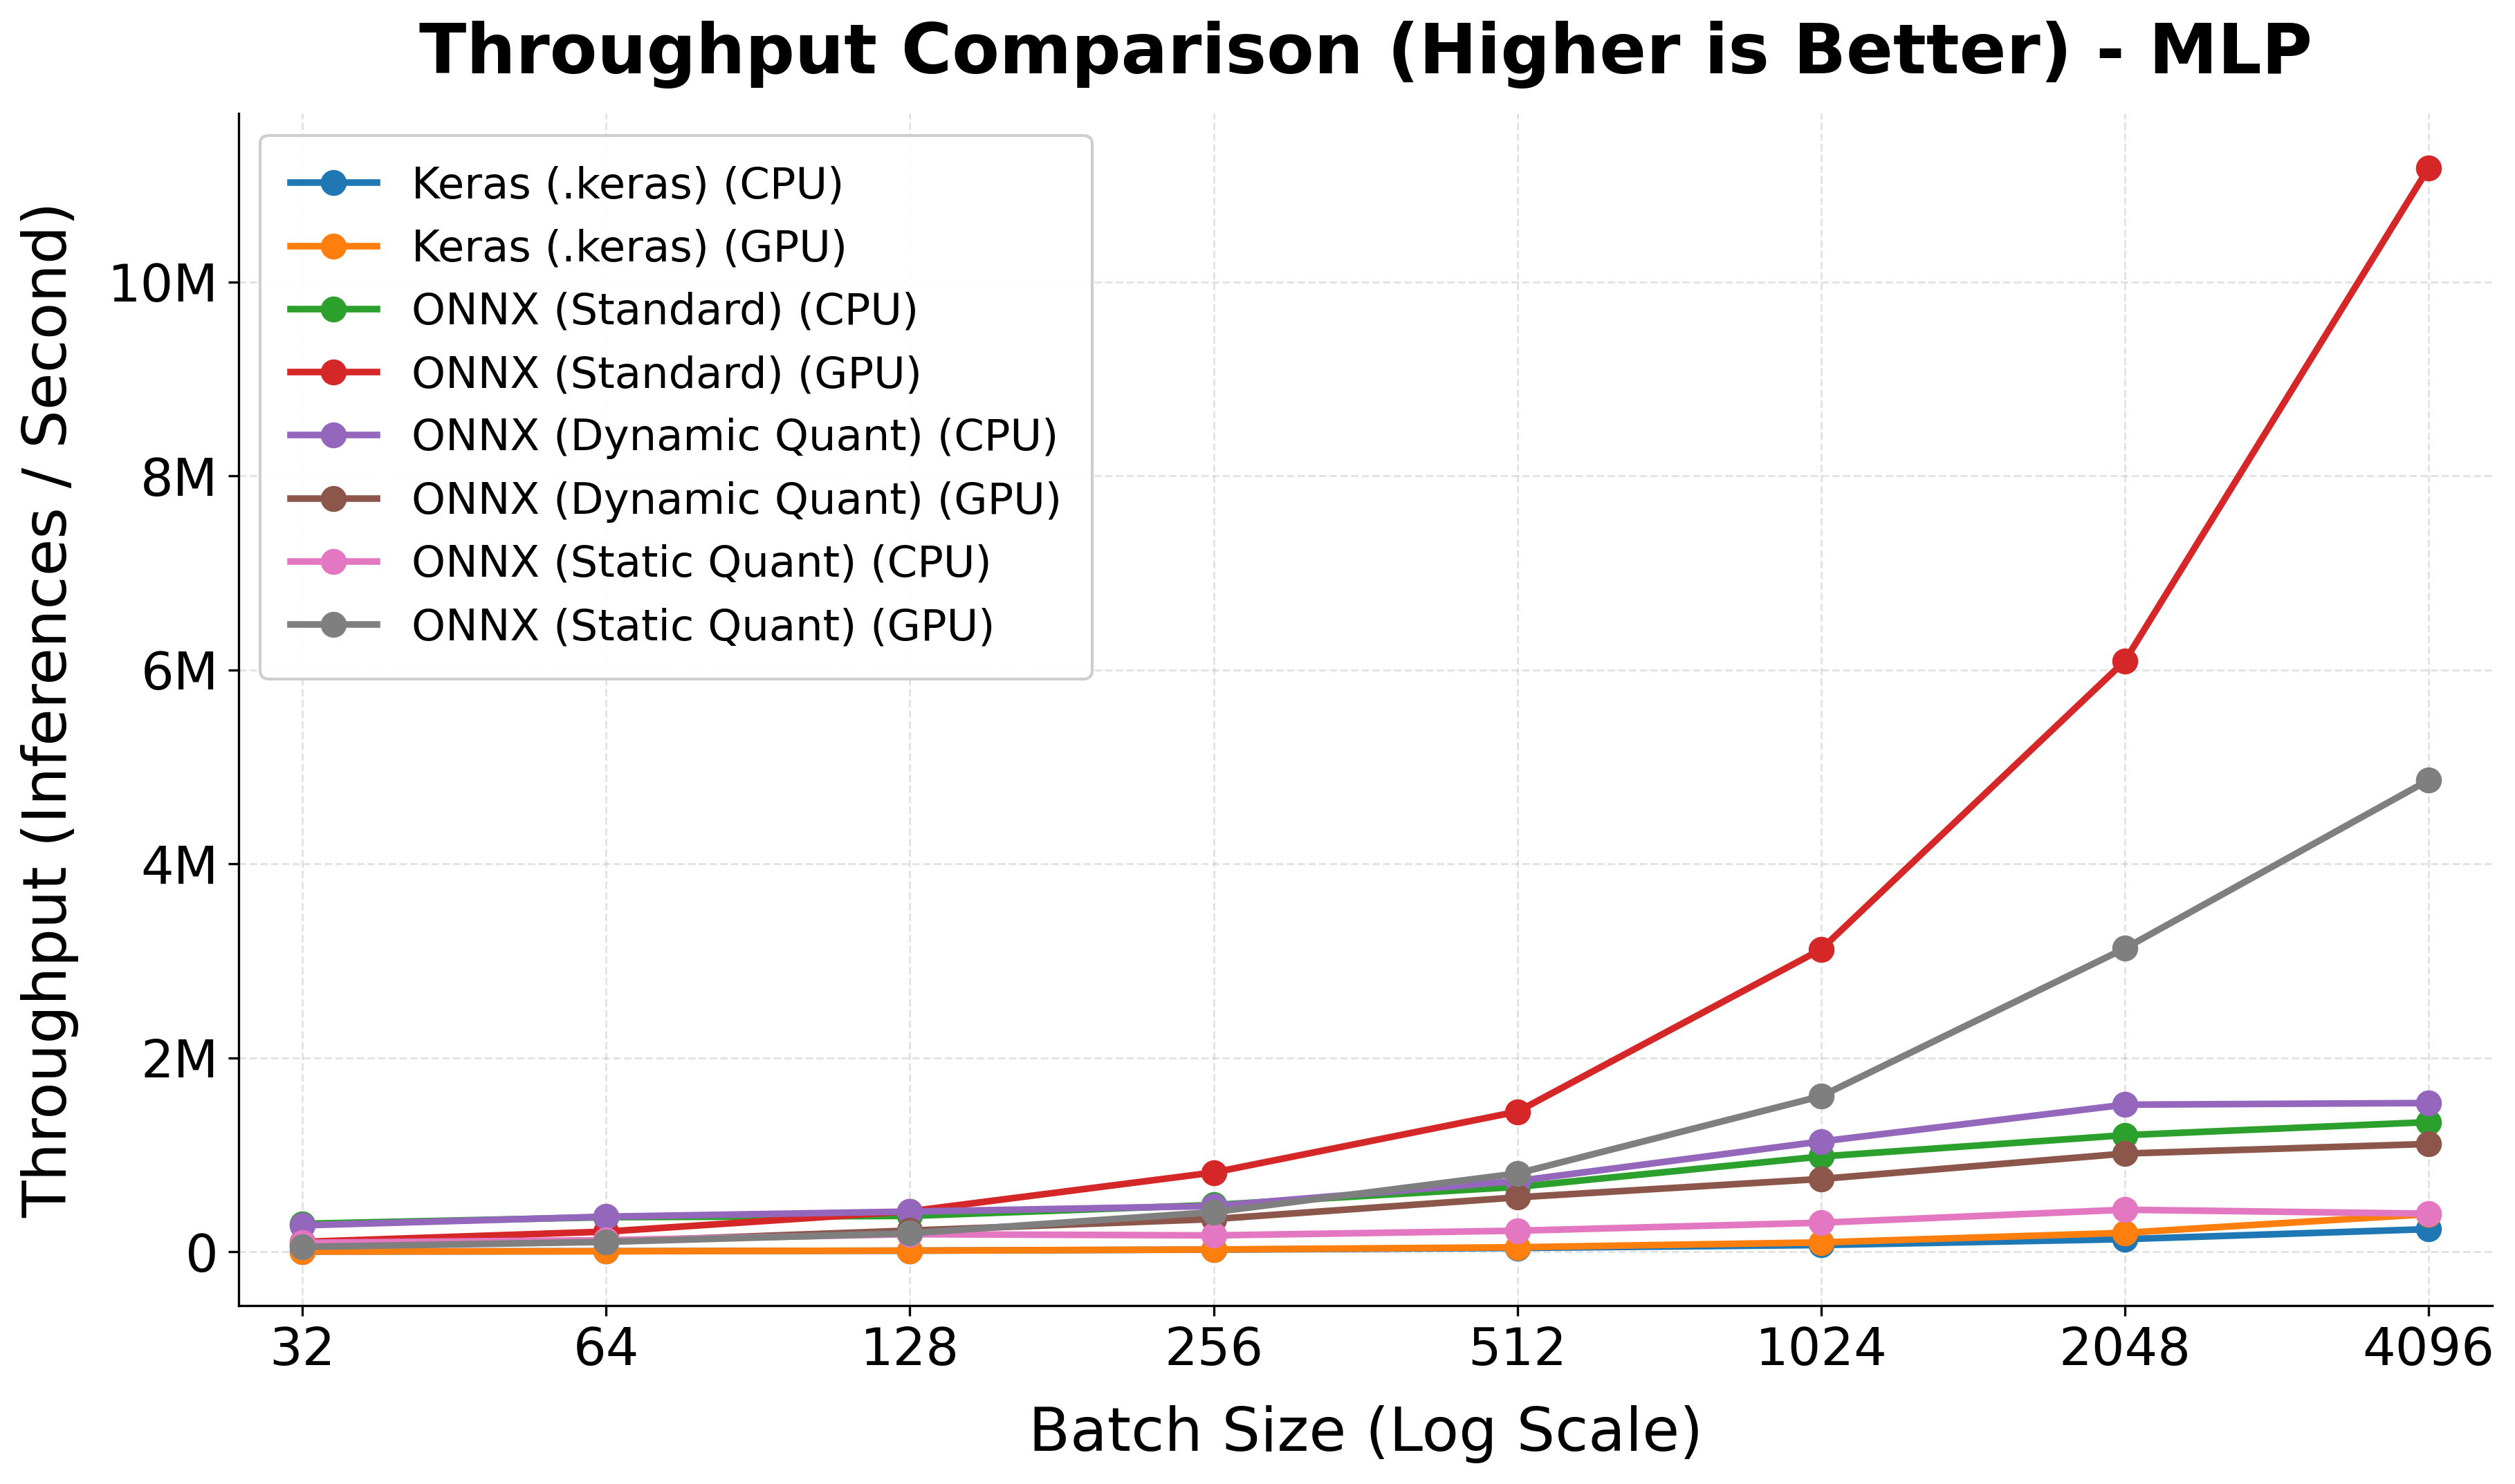 Throughput Comparison (Higher is Better) - MLP
Throughput (Inferences / Second)
10M
8M
6M
4M
2M
0
Keras (.keras) (CPU)
Keras (.keras) (GPU)
ONNX (Standard) (CPU)
ONNX (Standard) (GPU)
ONNX (Dynamic Quant) (CPU)
ONNX (Dynamic Quant) (GPU)
ONNX (Static Quant) (CPU)
ONNX (Static Quant) (GPU)
32 64 128 256 512 1024 2048 4096
Batch Size (Log Scale)